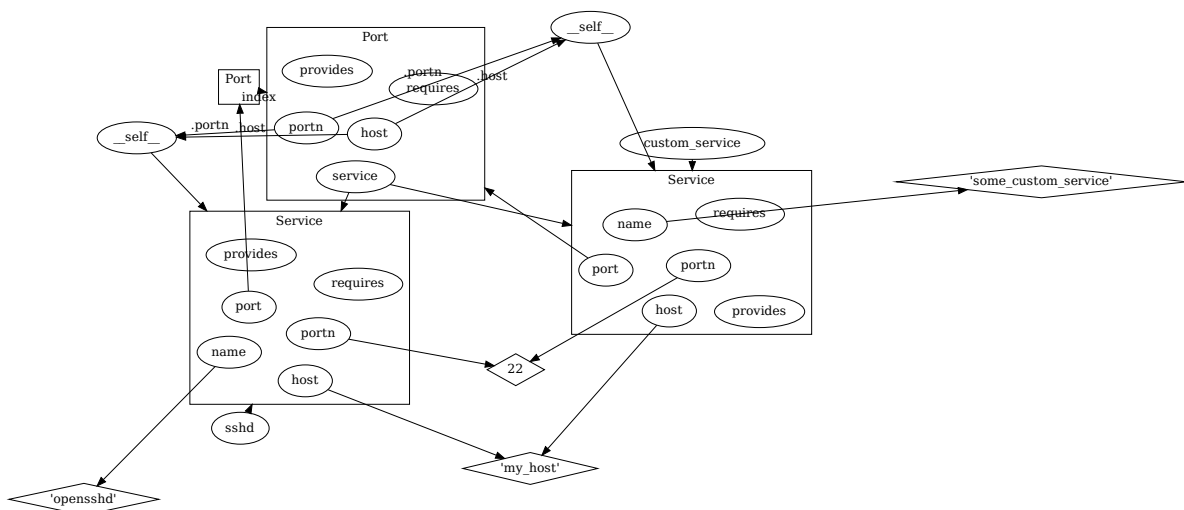 __self__
Port
provides
requires
.portn
.host
Port
index
portn
host
.portn
.host
__self__
custom_service
service
Service
'some_custom_service'
name
requires
port
portn
host
provides
Service
provides
requires
port
portn
name
host
22
sshd
'my_host'
'opensshd'